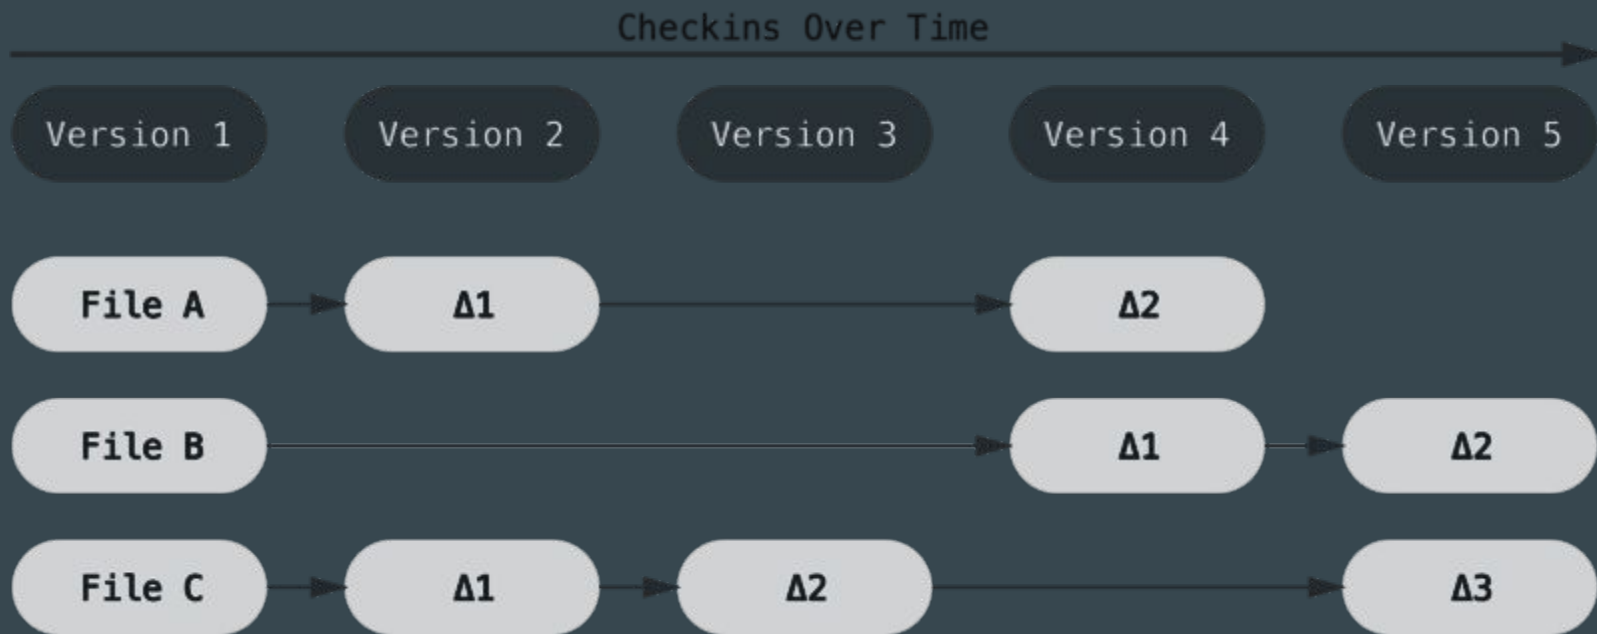 Checkins Over Time
Version 1 Version 2 Version 3 Version 4 Version 5
File A Δ1 Δ2
File B Δ1 Δ2
File C Δ1 Δ2 Δ3